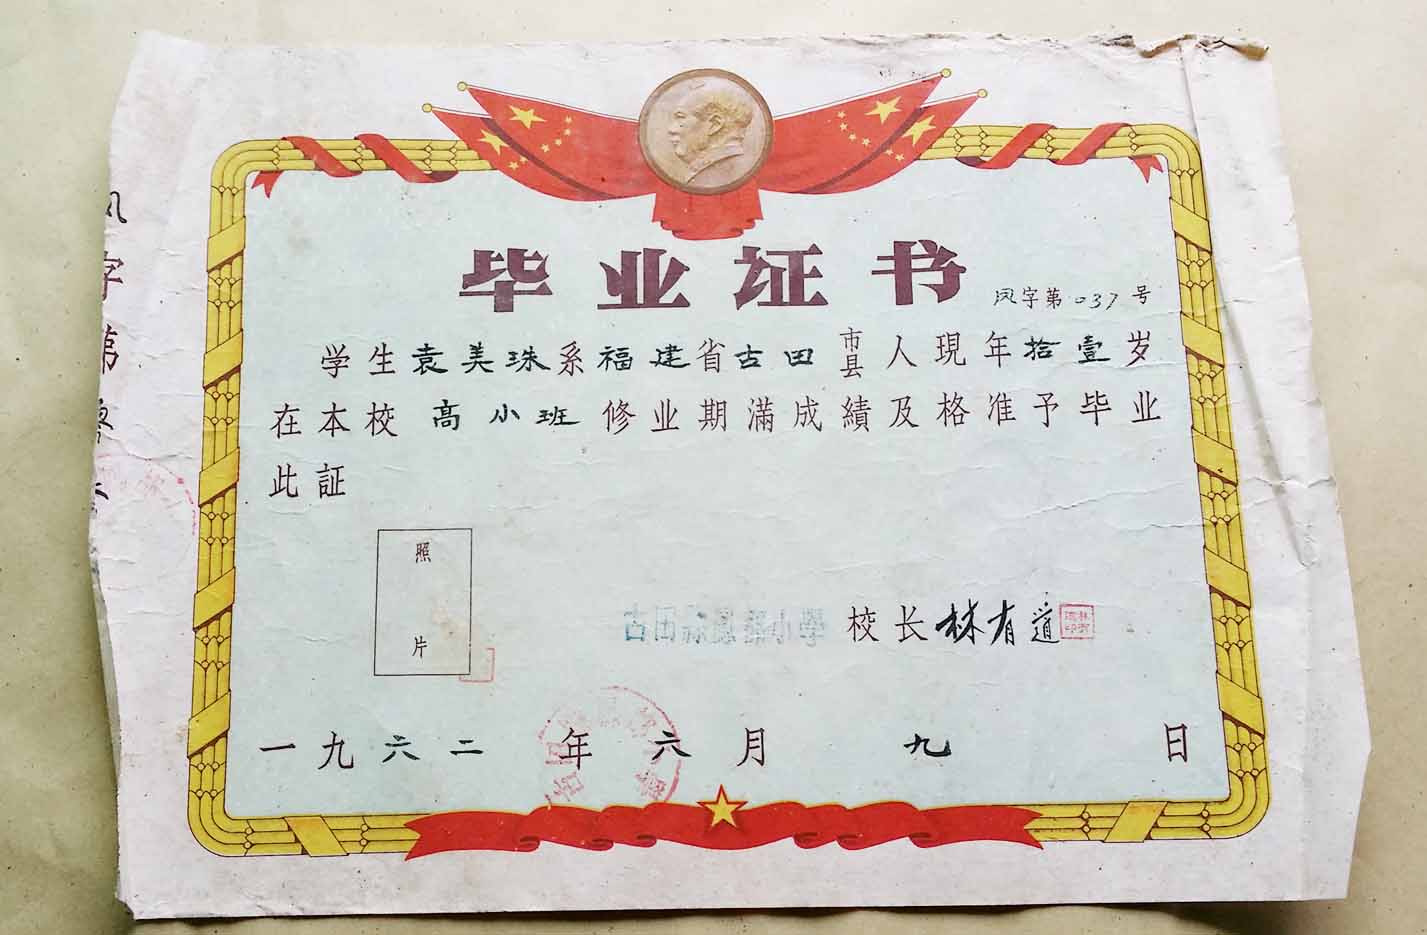 毕业证书
凤字第037号
学生袁美珠系福建省古田市县人現年拾壹岁
在本校高小班修业期滿成績及格准予毕业
此証
照
片
校长林有道
一九六二年六月九日
字第